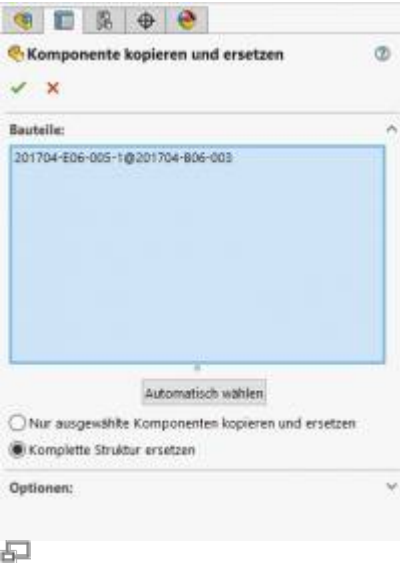 Komponente kopieren und ersetzen
Bauteile:
201704-E06-005-1@201704-B06-003
Automatisch wählen
Nur ausgewählte Komponenten kopieren und ersetzen
Komplette Struktur ersetzen
Optionen: